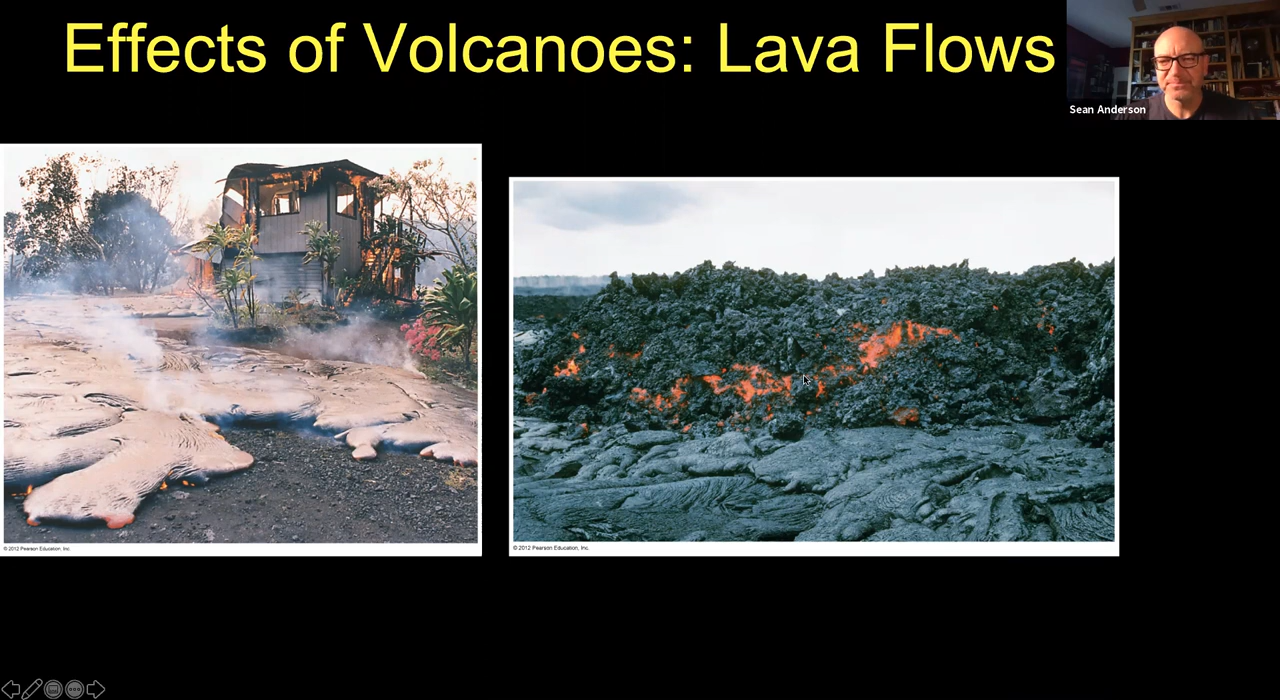 Effects of Volcanoes: Lava Flows
Sean Anderson
© 2012 Pearson Education, Inc.
© 2012 Pearson Education, Inc.